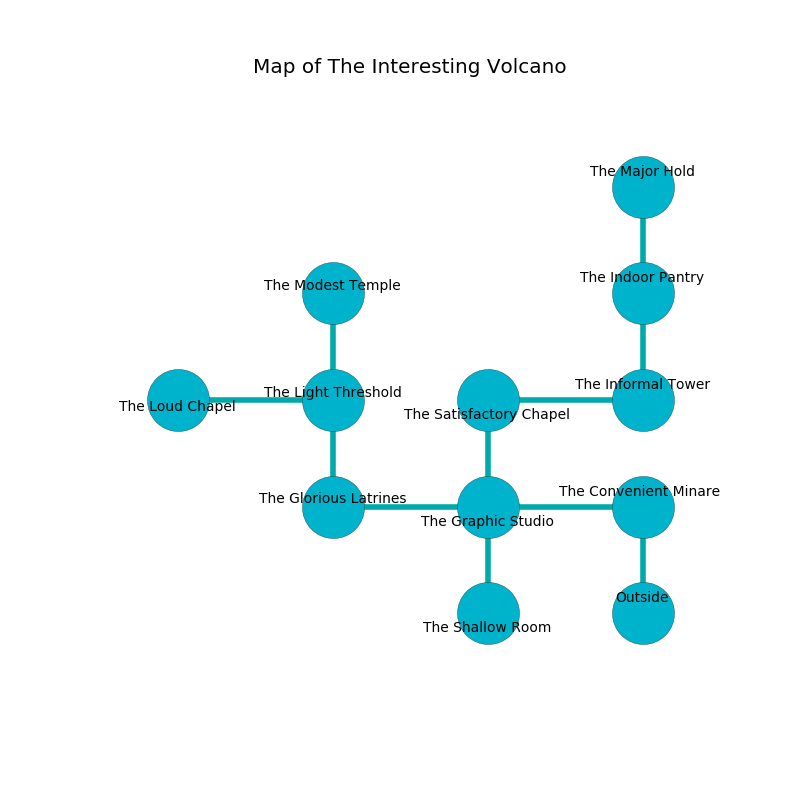 Map of The Interesting Volcano
The Major Hold
The Indoor Pantry
The Modest Temple
The Informal Tower
The Light Threshold
The Loud Chapel
The Satisfactory Chapel
The Convenient Minare
The Glorious Latrines
The Graphic Studio
Outside
The Shallow Room